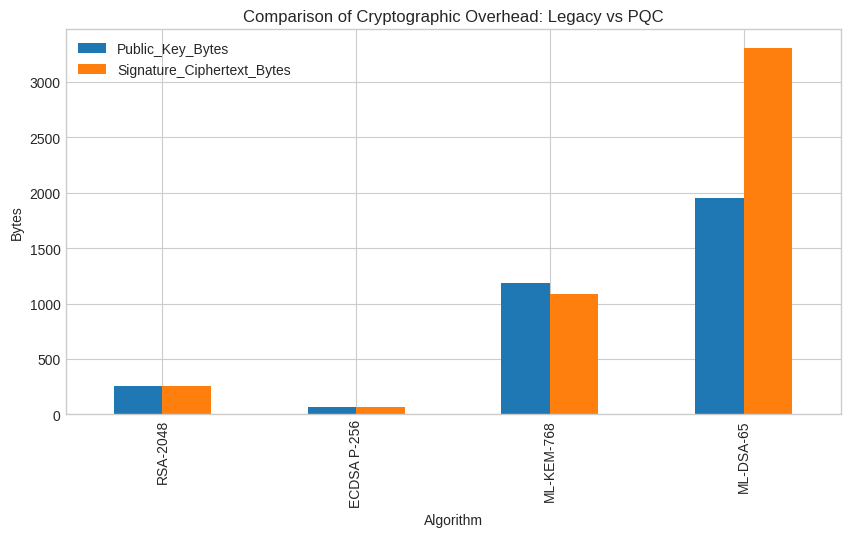 Comparison of Cryptographic Overhead: Legacy vs PQC
Public_Key_Bytes
Signature_Ciphertext_Bytes
3000
2500
2000
1500
1000
500
0
Bytes
RSA-2048
ECDSA P-256
ML-KEM-768
ML-DSA-65
Algorithm